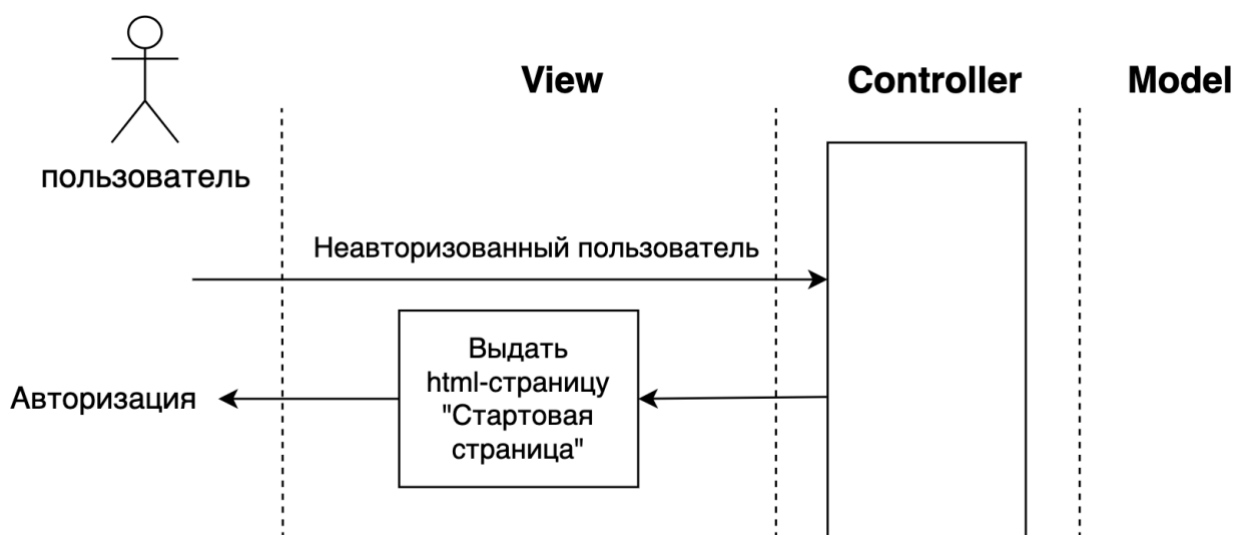 View
Controller
Model
пользователь
Неавторизованный пользователь
Выдать
html-страницу
"Стартовая
страница"
Авторизация